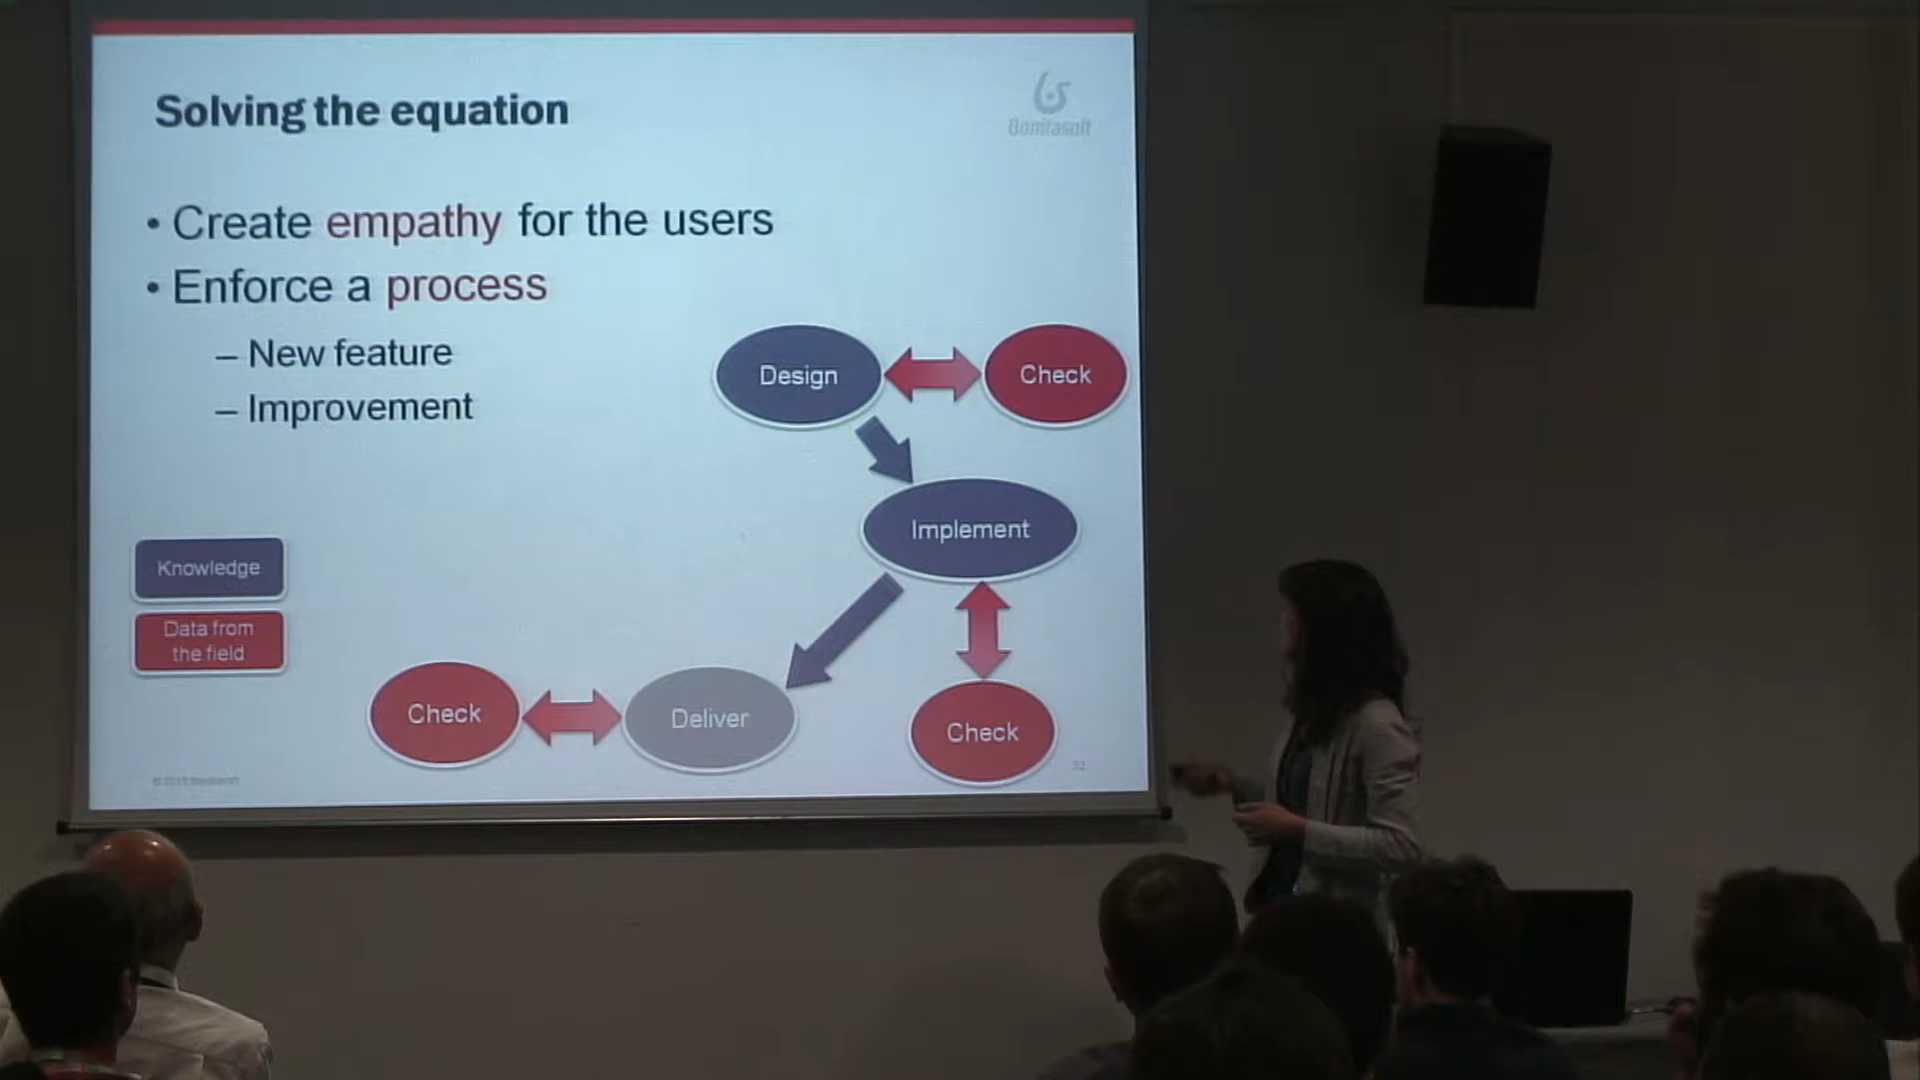 Solving the equation
Bonitasoft
• Create empathy for the users
• Enforce a process
– New feature
– Improvement
Design
Check
Implement
Knowledge
Data from
the field
Check
Deliver
Check
32